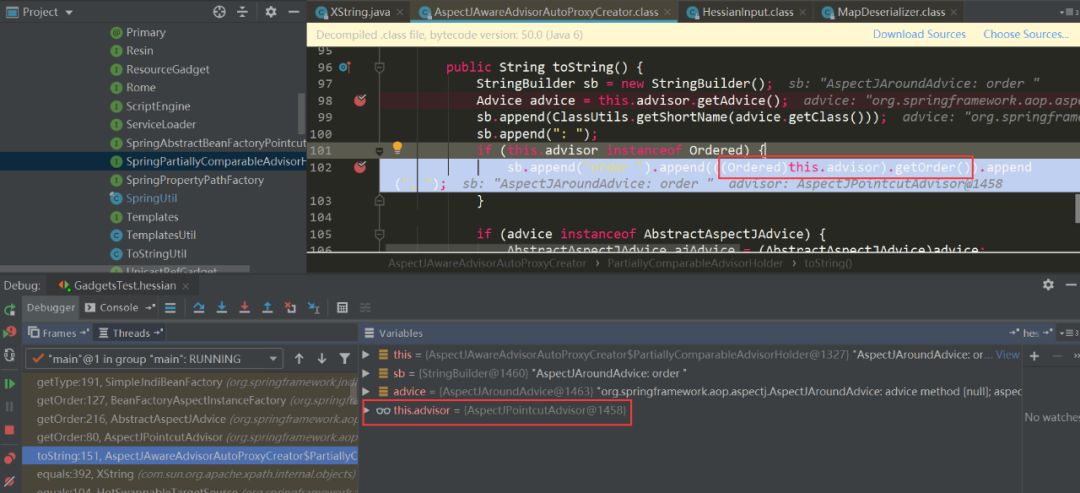 Project
XString.java
AspectJAwareAdvisorAutoProxyCreator.class
HessianInput.class
MapDeserializer.class
Decompiled .class file, bytecode version: 50.0 (Java 6)
Download Sources
Choose Sources...
Primary
Resin
ResourceGadget
Rome
ScriptEngine
ServiceLoader
SpringAbstractBeanFactoryPointcut
SpringPartiallyComparableAdvisorH
SpringPropertyPathFactory
SpringUtil
Templates
TemplatesUtil
ToStringUtil
UnicastRefGadget
95
96 public String toString() {
97 StringBuilder sb = new StringBuilder(); sb: "AspectJAroundAdvice: order "
98 Advice advice = this.advisor.getAdvice(); advice: "org.springframework.aop.aspec
99 sb.append(ClassUtils.getShortName(advice.getClass())); advice: "org.springfram
100 sb.append(": ");
101 if (this.advisor instanceof Ordered) {
102 sb.append("order ").append(((Ordered)this.advisor).getOrder()).append
(", "); sb: "AspectJAroundAdvice: order " advisor: AspectJPointcutAdvisor@1458
103 }
104
105 if (advice instanceof AbstractAspectJAdvice) {
106 AbstractAspectJAdvice ajAdvice = (AbstractAspectJAdvice)advice;
AspectJAwareAdvisorAutoProxyCreator › PartiallyComparableAdvisorHolder › toString()
Debug:
GadgetsTest.hessian
Debugger
Console
Frames
Threads
Variables
hes
"main"@1 in group "main": RUNNING
getType:191, SimpleJndiBeanFactory (org.springframework.jnd
getOrder:127, BeanFactoryAspectInstanceFactory (org.springf
getOrder:216, AbstractAspectJAdvice (org.springframework.ao
getOrder:80, AspectJPointcutAdvisor (org.springframework.aop
toString:151, AspectJAwareAdvisorAutoProxyCreator$PartiallyC
equals:392, XString (com.sun.org.apache.xpath.internal.objects)
equals:104, HotSwappableTargetSource (org.springframework.a
this = {AspectJAwareAdvisorAutoProxyCreator$PartiallyComparableAdvisorHolder@1327} "AspectJAroundAdvice: or... View
sb = {StringBuilder@1460} "AspectJAroundAdvice: order "
advice = {AspectJAroundAdvice@1463} "org.springframework.aop.aspectj.AspectJAroundAdvice: advice method [null]; aspec
this.advisor = {AspectJPointcutAdvisor@1458}
No watches